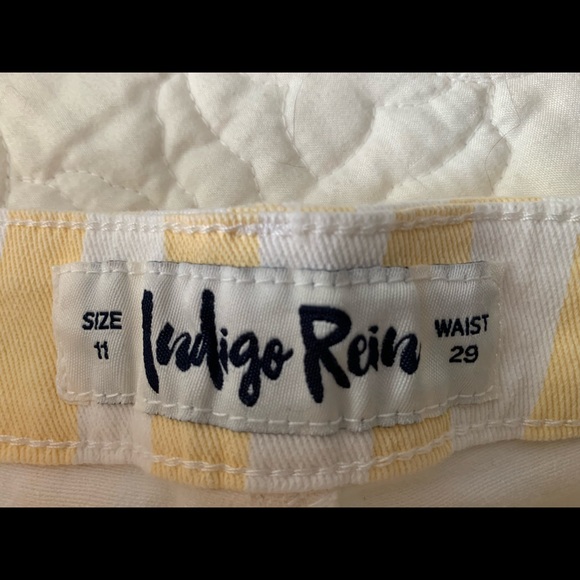 SIZE
11
Indigo Rein
WAIST
29